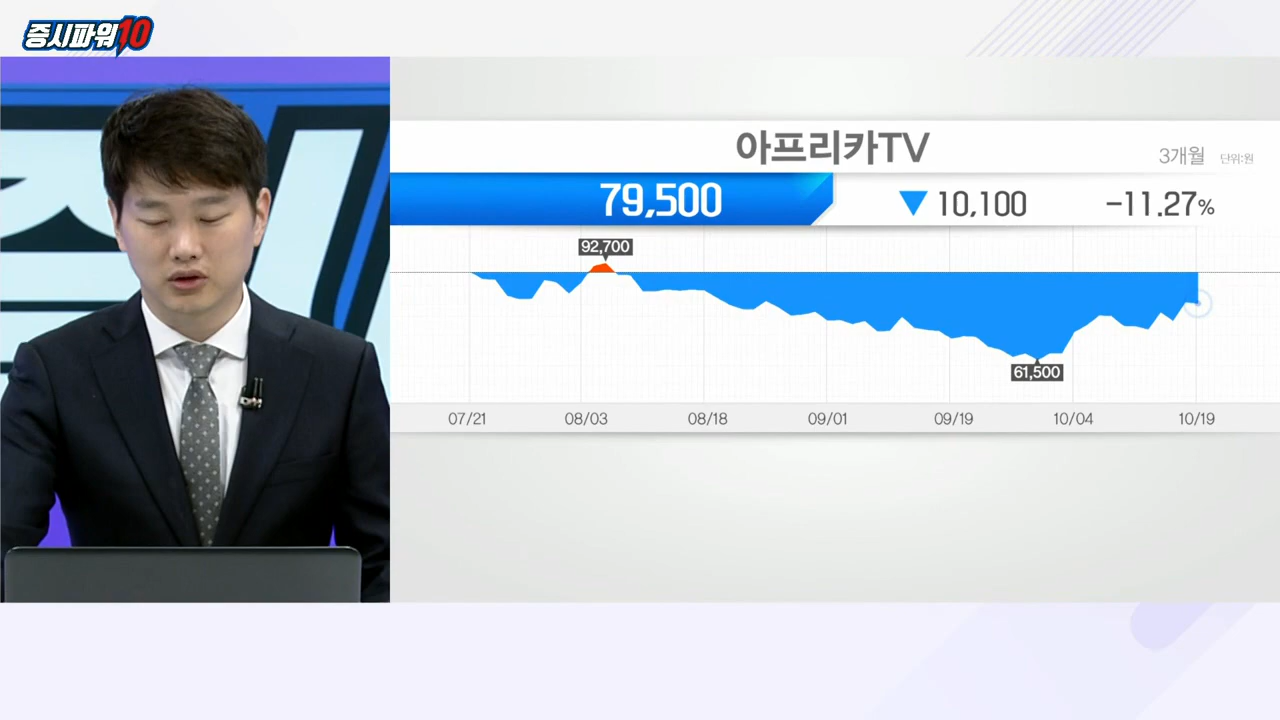 증시파워10
아프리카TV
3개월 단위:원
79,500 ▼ 10,100 -11.27%
92,700
61,500
07/21 08/03 08/18 09/01 09/19 10/04 10/19